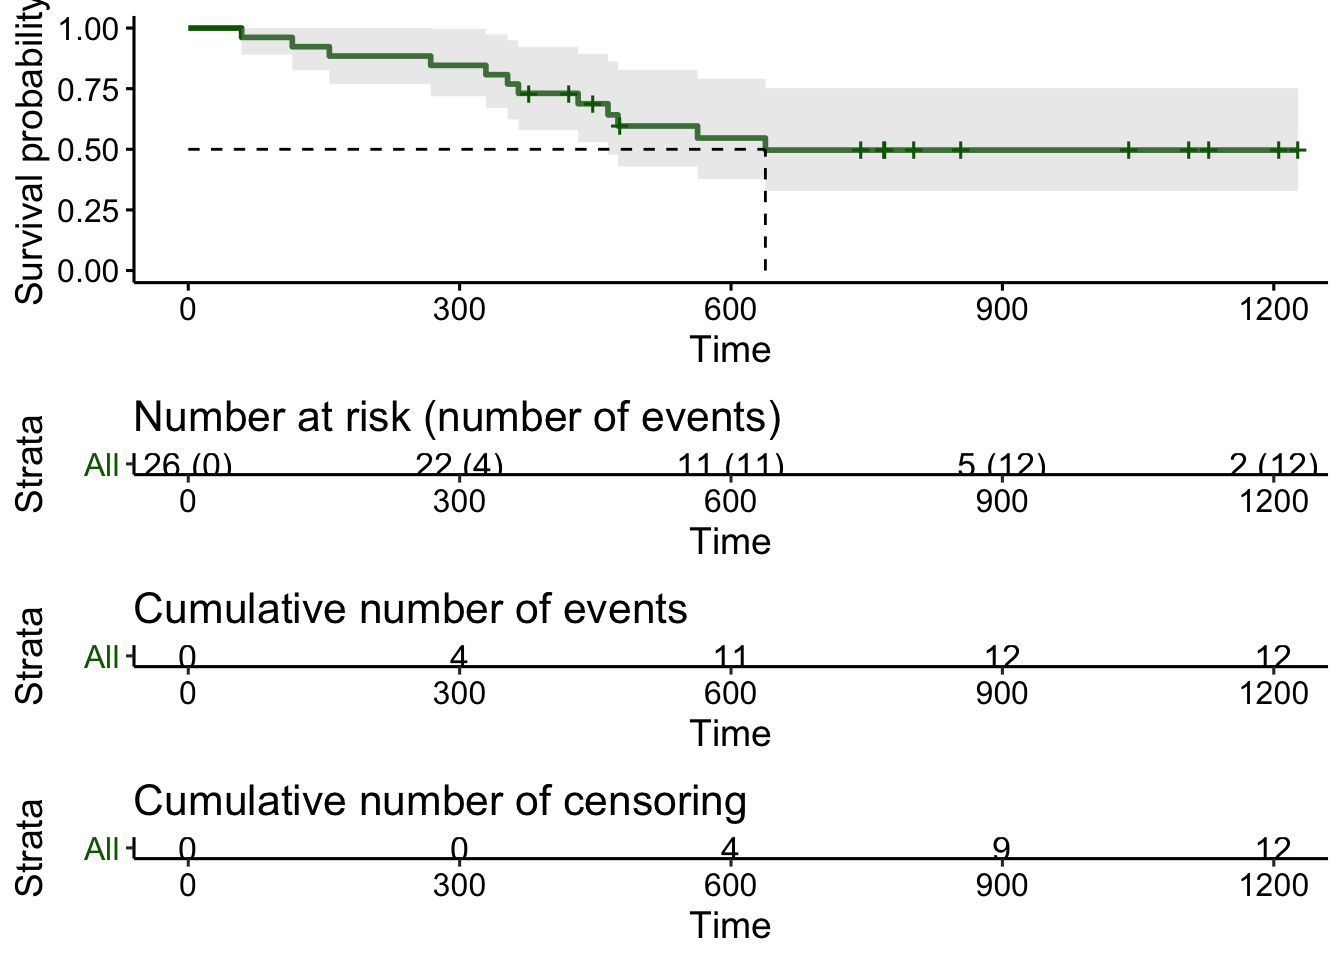 Survival probability
1.00
0.75
0.50
0.25
0.00
0 300 600 900 1200
Time
Number at risk (number of events)
Strata
All 26 (0) 22 (4) 11 (11) 5 (12) 2 (12)
0 300 600 900 1200
Time
Cumulative number of events
Strata
All 0 4 11 12 12
0 300 600 900 1200
Time
Cumulative number of censoring
Strata
All 0 0 4 9 12
0 300 600 900 1200
Time